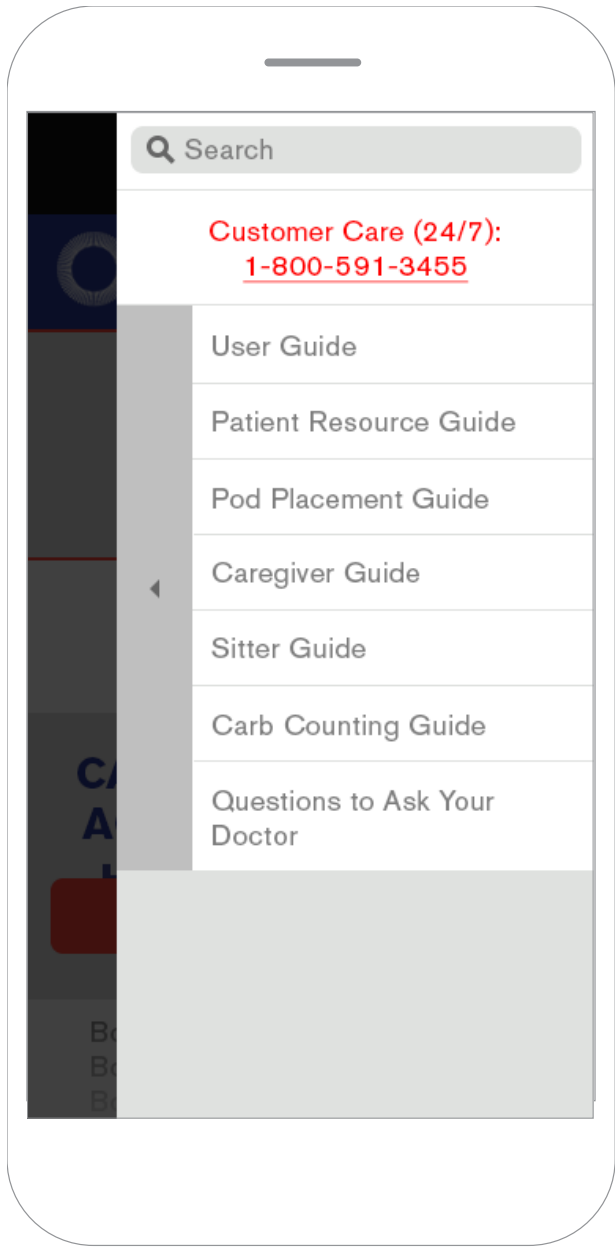 Search
Customer Care (24/7):
1-800-591-3455
User Guide
Patient Resource Guide
Pod Placement Guide
Caregiver Guide
Sitter Guide
Carb Counting Guide
Questions to Ask Your
Doctor